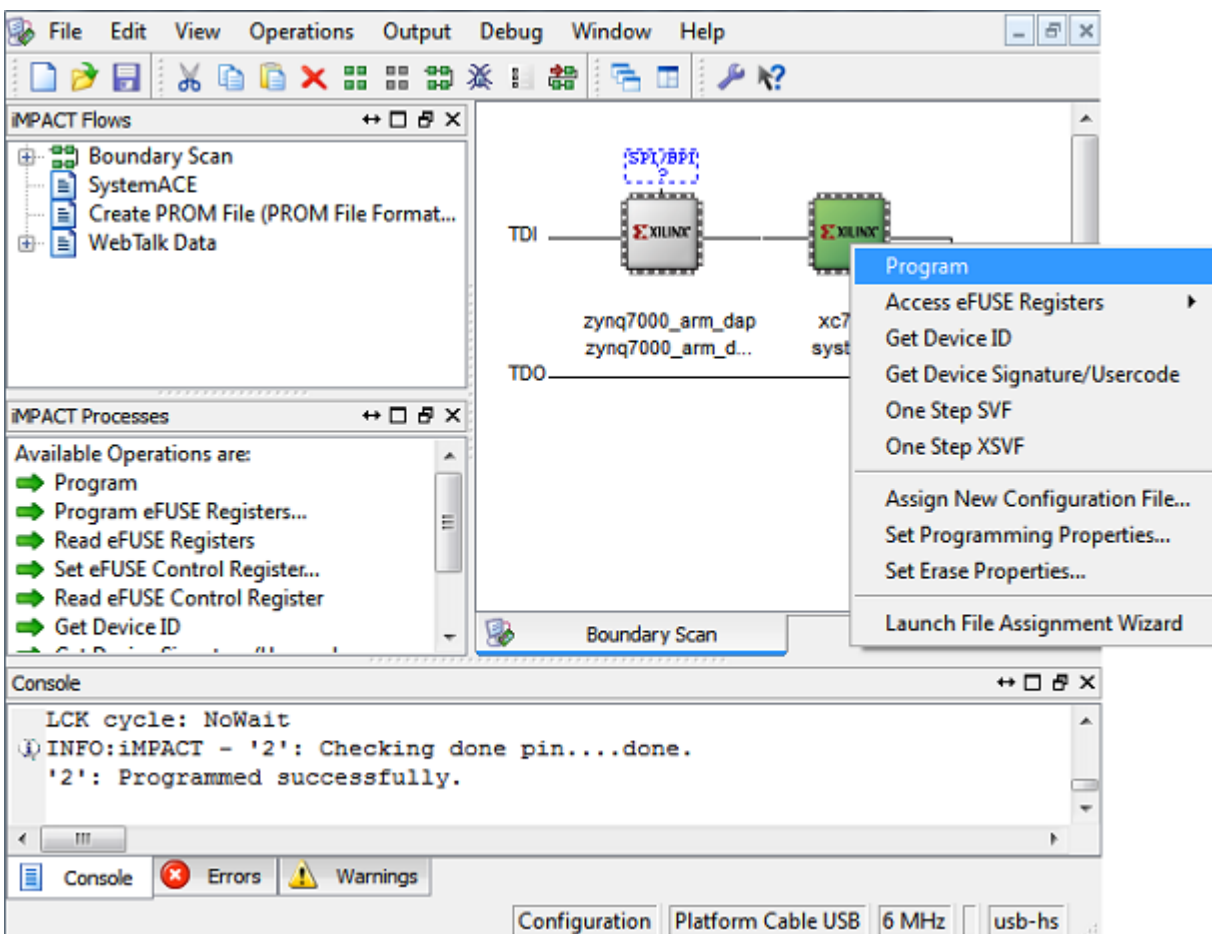 File Edit View Operations Output Debug Window Help
iMPACT Flows
Boundary Scan
SystemACE
Create PROM File (PROM File Format...
WebTalk Data
iMPACT Processes
Available Operations are:
Program
Program eFUSE Registers...
Read eFUSE Registers
Set eFUSE Control Register...
Read eFUSE Control Register
Get Device ID
SPI/BPI
?
TDI
XILINX
XILINX
zynq7000_arm_dap
zynq7000_arm_d...
xc7
syst
TDO
Program
Access eFUSE Registers
Get Device ID
Get Device Signature/Usercode
One Step SVF
One Step XSVF
Assign New Configuration File...
Set Programming Properties...
Set Erase Properties...
Launch File Assignment Wizard
Boundary Scan
Console
LCK cycle: NoWait
INFO:iMPACT - '2': Checking done pin....done.
'2': Programmed successfully.
Console Errors Warnings
Configuration Platform Cable USB 6 MHz usb-hs